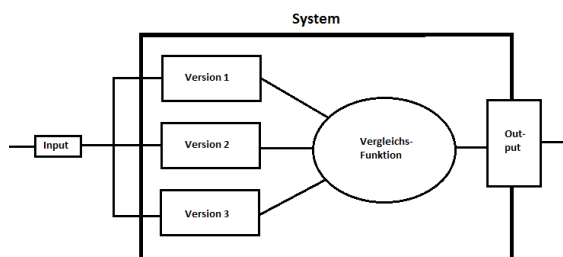 System
Version 1
Input
Version 2
Vergleichs-
Funktion
Out-
put
Version 3